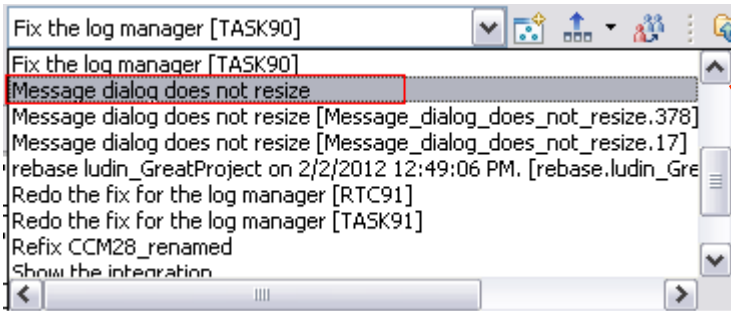 Fix the log manager [TASK90]
Fix the log manager [TASK90]
Message dialog does not resize
Message dialog does not resize [Message_dialog_does_not_resize.378]
Message dialog does not resize [Message_dialog_does_not_resize.17]
rebase ludin_GreatProject on 2/2/2012 12:49:06 PM. [rebase.ludin_Gre
Redo the fix for the log manager [RTC91]
Redo the fix for the log manager [TASK91]
Refix CCM28_renamed
Show the integration